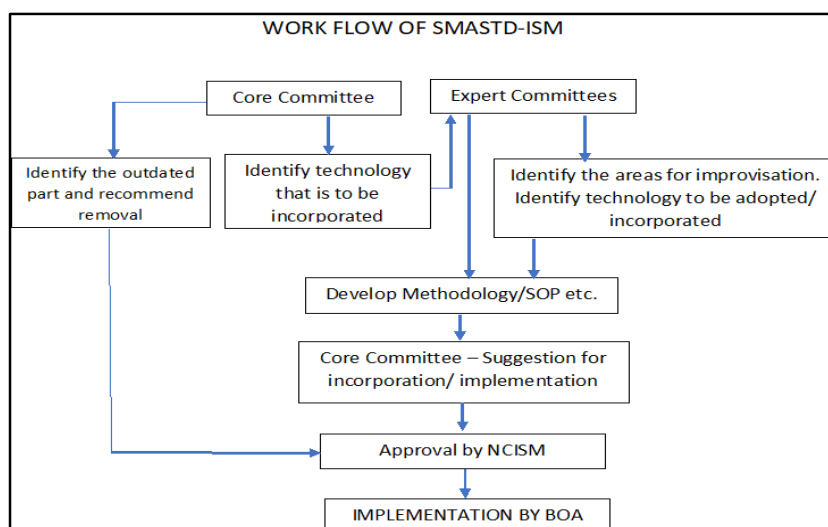 WORK FLOW OF SMASTD-ISM
Core Committee
Expert Committees
Identify the outdated
part and recommend
removal
Identify technology
that is to be
incorporated
Identify the areas for improvisation.
Identify technology to be adopted/
incorporated
Develop Methodology/SOP etc.
Core Committee – Suggestion for
incorporation/ implementation
Approval by NCISM
IMPLEMENTATION BY BOA